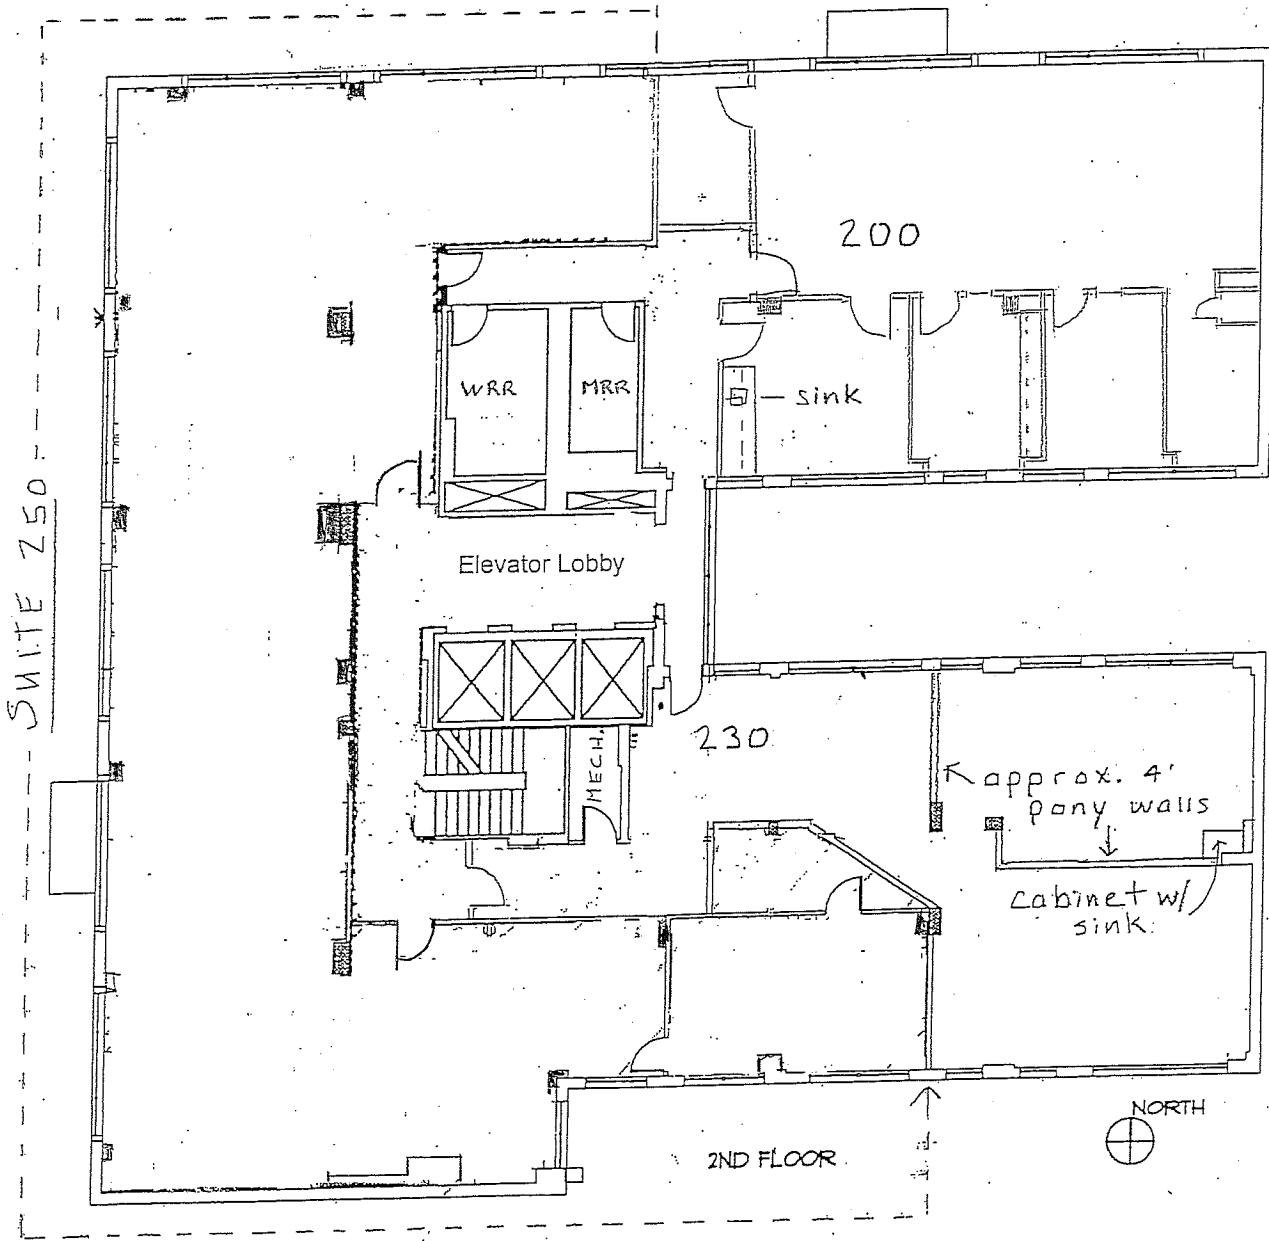 200
WRR
MRR
sink
SUITE 250
Elevator Lobby
230
MECH.
approx. 4'
pony walls
cabinet w/
sink.
NORTH
2ND FLOOR